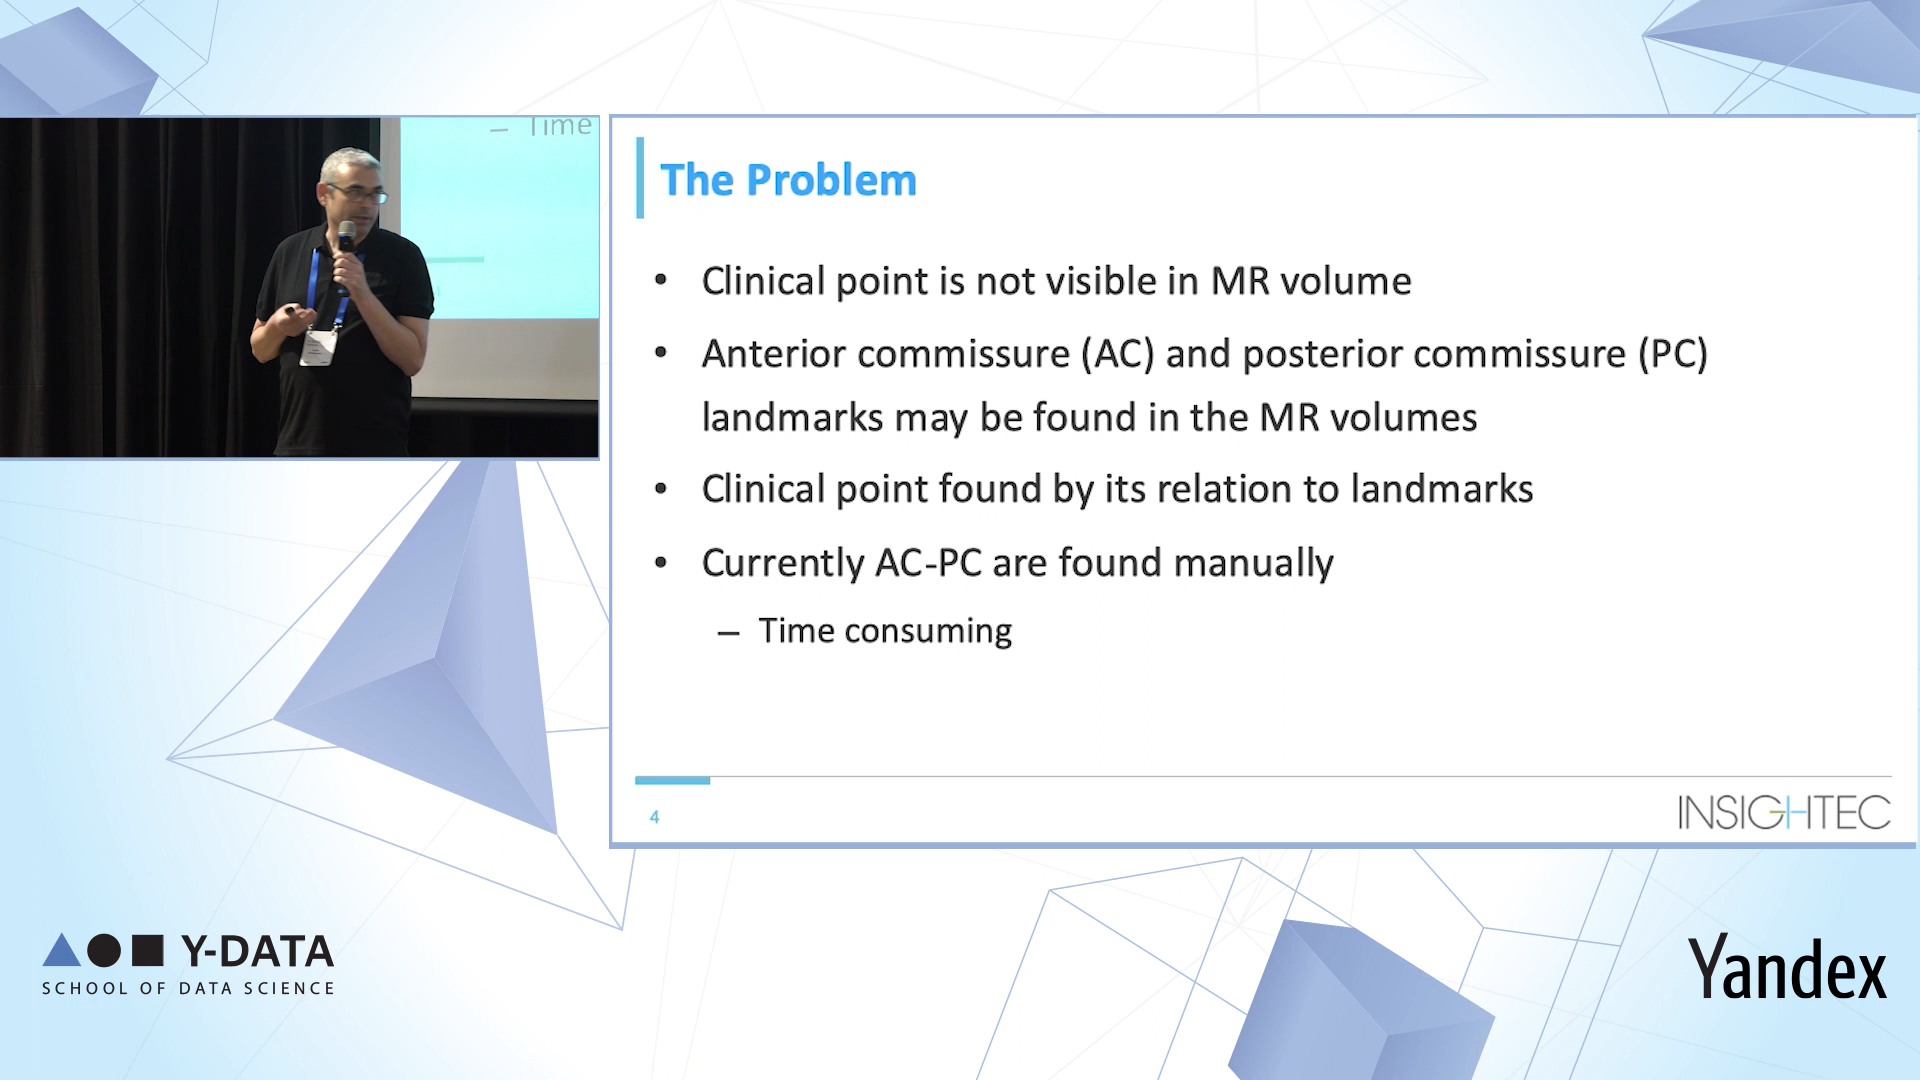 – Time
The Problem
• Clinical point is not visible in MR volume
• Anterior commissure (AC) and posterior commissure (PC)
landmarks may be found in the MR volumes
• Clinical point found by its relation to landmarks
• Currently AC-PC are found manually
– Time consuming
4
INSIGHTEC
Y-DATA
SCHOOL OF DATA SCIENCE
Yandex